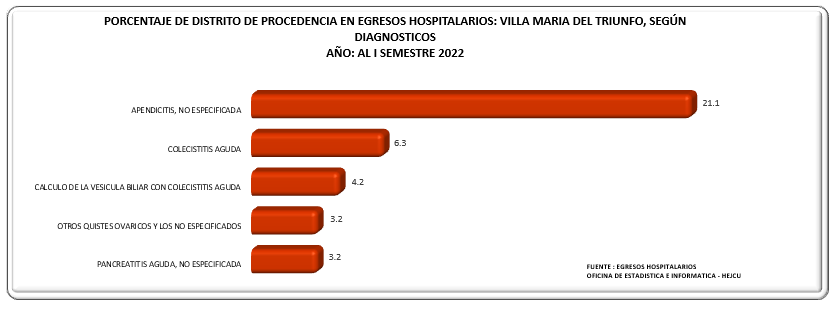 PORCENTAJE DE DISTRITO DE PROCEDENCIA EN EGRESOS HOSPITALARIOS: VILLA MARIA DEL TRIUNFO, SEGÚN
DIAGNOSTICOS
AÑO: AL I SEMESTRE 2022
APENDICITIS, NO ESPECIFICADA 21.1
COLECISTITIS AGUDA 6.3
CALCULO DE LA VESICULA BILIAR CON COLECISTITIS AGUDA 4.2
OTROS QUISTES OVARICOS Y LOS NO ESPECIFICADOS 3.2
PANCREATITIS AGUDA, NO ESPECIFICADA 3.2
FUENTE : EGRESOS HOSPITALARIOS
OFICINA DE ESTADISTICA E INFORMATICA - HEJCU